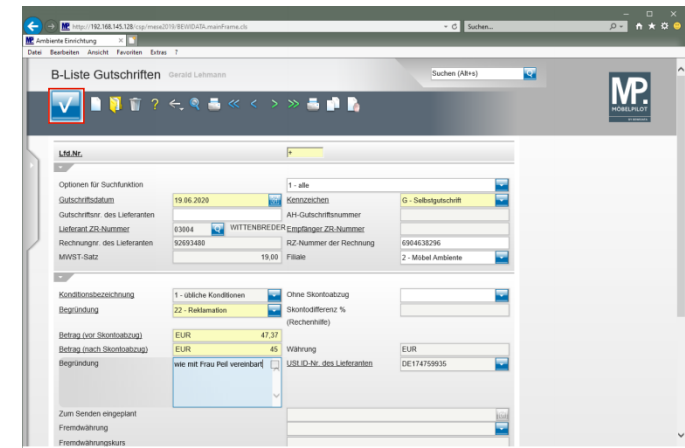 http://192.168.145.128/csp/mese2018/BEWIDATA.mainFrame.cls
Suchen...
Ambiente Einrichtung
Datei Bearbeiten Ansicht Favoriten Extras ?
B-Liste Gutschriften Gerald Lehmann
Suchen (Alt+s)
MP.
MÖBELPILOT
Lfd.Nr. +
Optionen für Suchfunktion 1 - alle
Gutschriftsdatum 19.06.2020 Kennzeichen G - Selbstgutschrift
Gutschriftsnr. des Lieferanten AH-Gutschriftsnummer
Lieferant ZR-Nummer 03004 WITTENBREDER Empfänger ZR-Nummer
Rechnungnr. des Lieferanten 92693480 RZ-Nummer der Rechnung 6904638296
MWST-Satz 19,00 Filiale 2 - Möbel Ambiente
Konditionsbezeichnung 1 - übliche Konditionen Ohne Skontoabzug
Begründung 22 - Reklamation Skontodifferenz %
(Rechenhilfe)
Betrag (vor Skontoabzug) EUR 47,37
Betrag (nach Skontoabzug) EUR 45 Währung EUR
Begründung wie mit Frau Peil vereinbart USt.ID-Nr. des Lieferanten DE174759935
Zum Senden eingeplant
Fremdwährung
Fremdwährungskurs